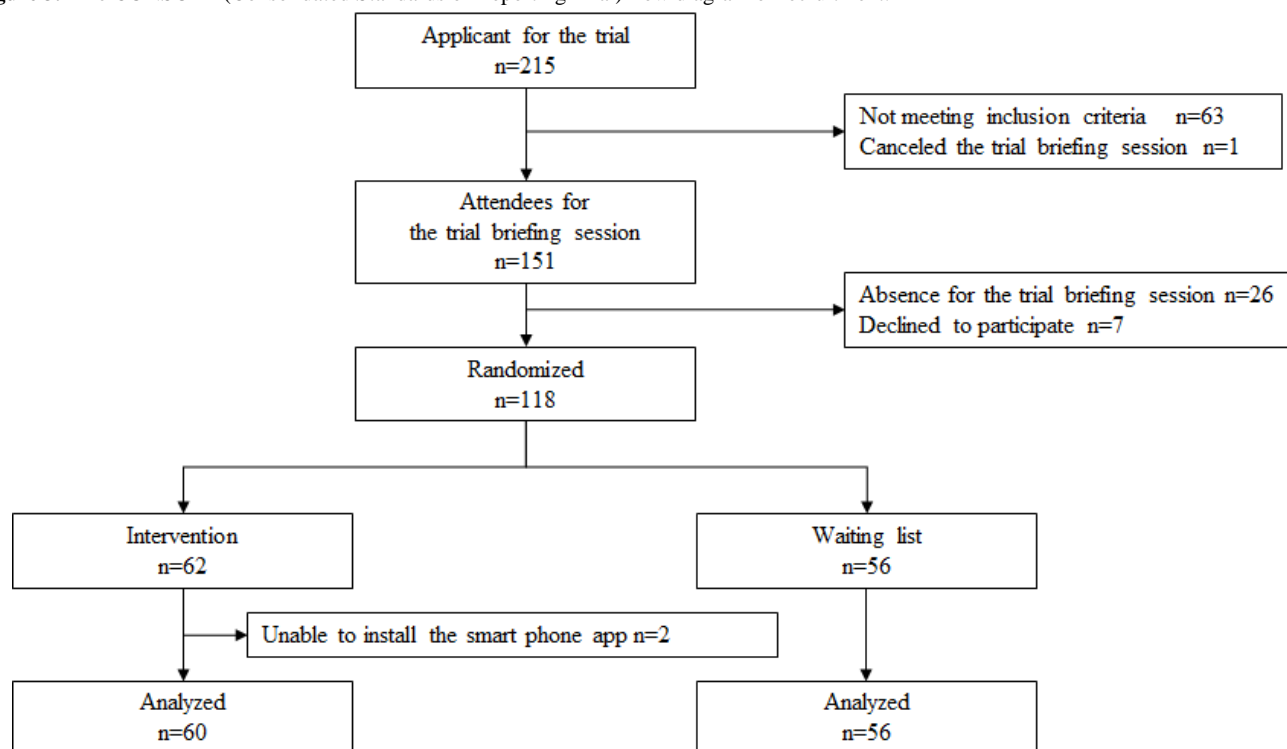 Applicant for the trial
n=215
Not meeting inclusion criteria n=63
Canceled the trial briefing session n=1
Attendees for
the trial briefing session
n=151
Absence for the trial briefing session n=26
Declined to participate n=7
Randomized
n=118
Intervention
n=62
Waiting list
n=56
Unable to install the smart phone app n=2
Analyzed
n=60
Analyzed
n=56